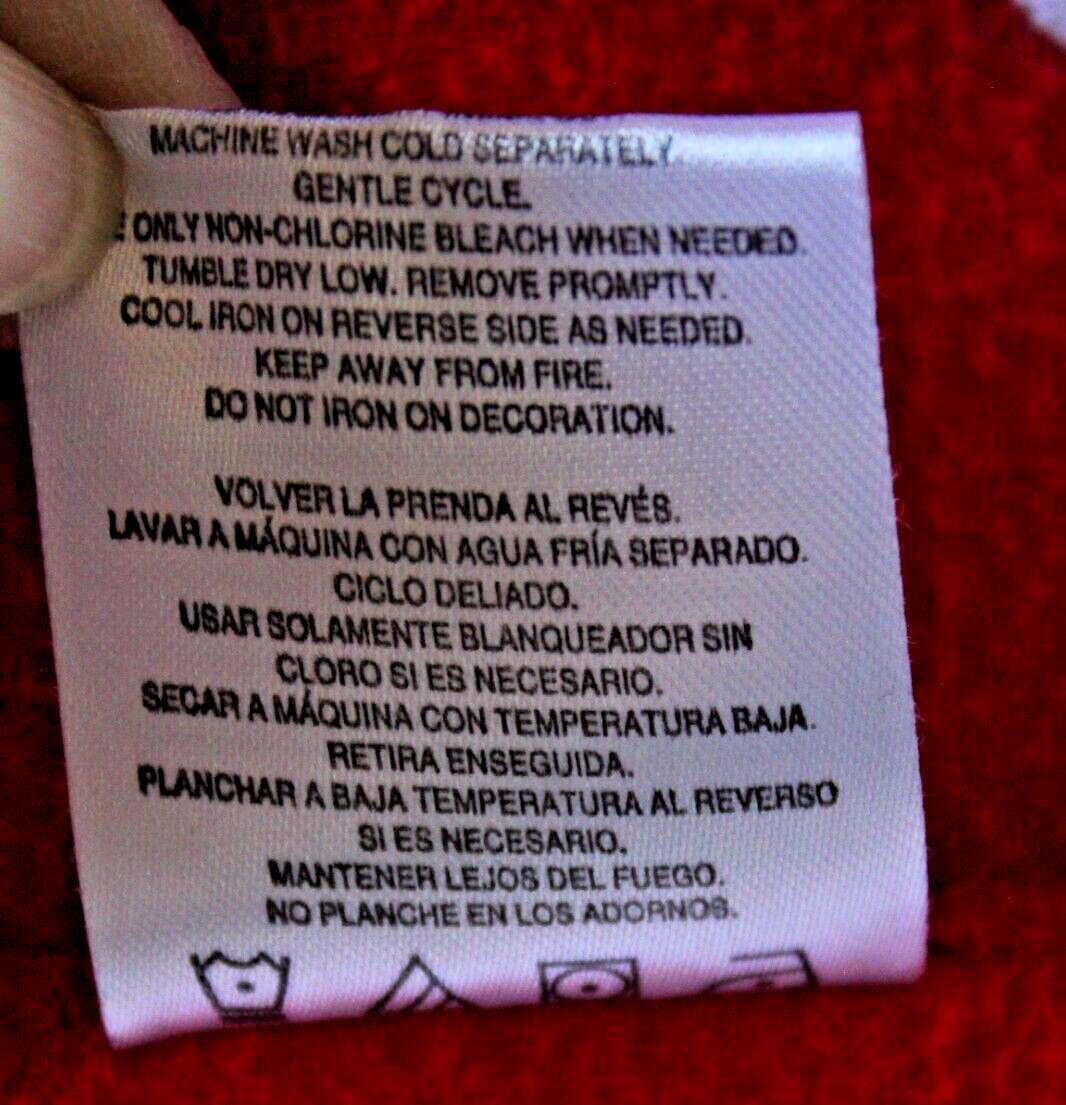 MACHINE WASH COLD SEPARATELY
GENTLE CYCLE.
ONLY NON-CHLORINE BLEACH WHEN NEEDED.
TUMBLE DRY LOW. REMOVE PROMPTLY.
COOL IRON ON REVERSE SIDE AS NEEDED.
KEEP AWAY FROM FIRE.
DO NOT IRON ON DECORATION.
VOLVER LA PRENDA AL REVÉS.
LAVAR A MÁQUINA CON AGUA FRÍA SEPARADO.
CICLO DELIADO.
USAR SOLAMENTE BLANQUEADOR SIN
CLORO SI ES NECESARIO.
SECAR A MÁQUINA CON TEMPERATURA BAJA.
RETIRA ENSEGUIDA.
PLANCHAR A BAJA TEMPERATURA AL REVERSO
SI ES NECESARIO.
MANTENER LEJOS DEL FUEGO.
NO PLANCHE EN LOS ADORNOS.